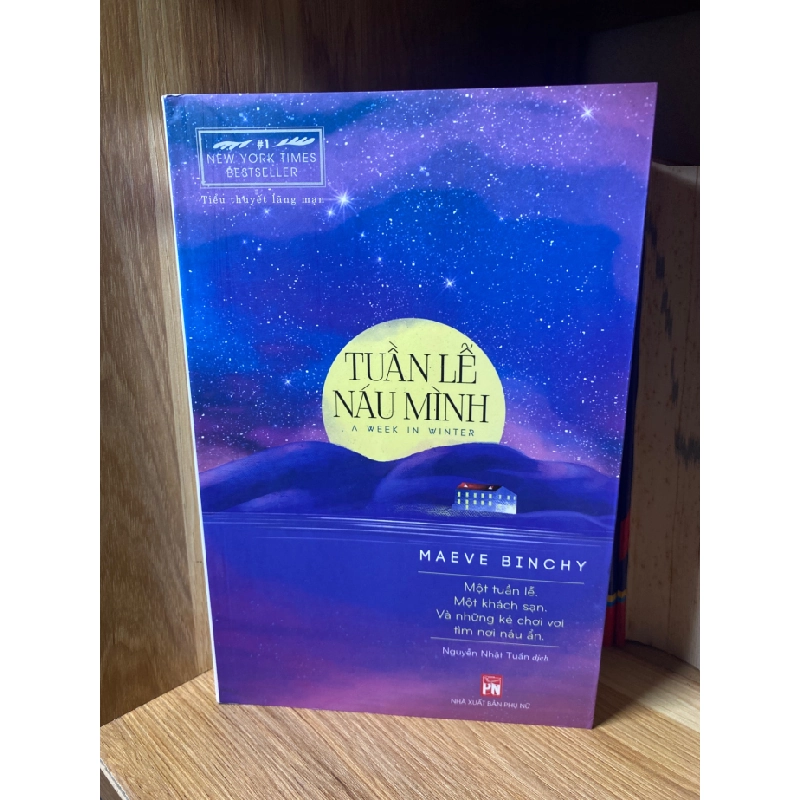 #1
NEW YORK TIMES
BESTSELLER
Tiểu thuyết lãng mạn
TUẦN LỄ
NÁU MÌNH
A WEEK IN WINTER
MAEVE BINCHY
Một tuần lễ.
Một khách sạn.
Và những kẻ chơi vơi
tìm nơi náu ẩn.
Nguyễn Nhật Tuấn dịch
PN
NHÀ XUẤT BẢN PHỤ NỮ